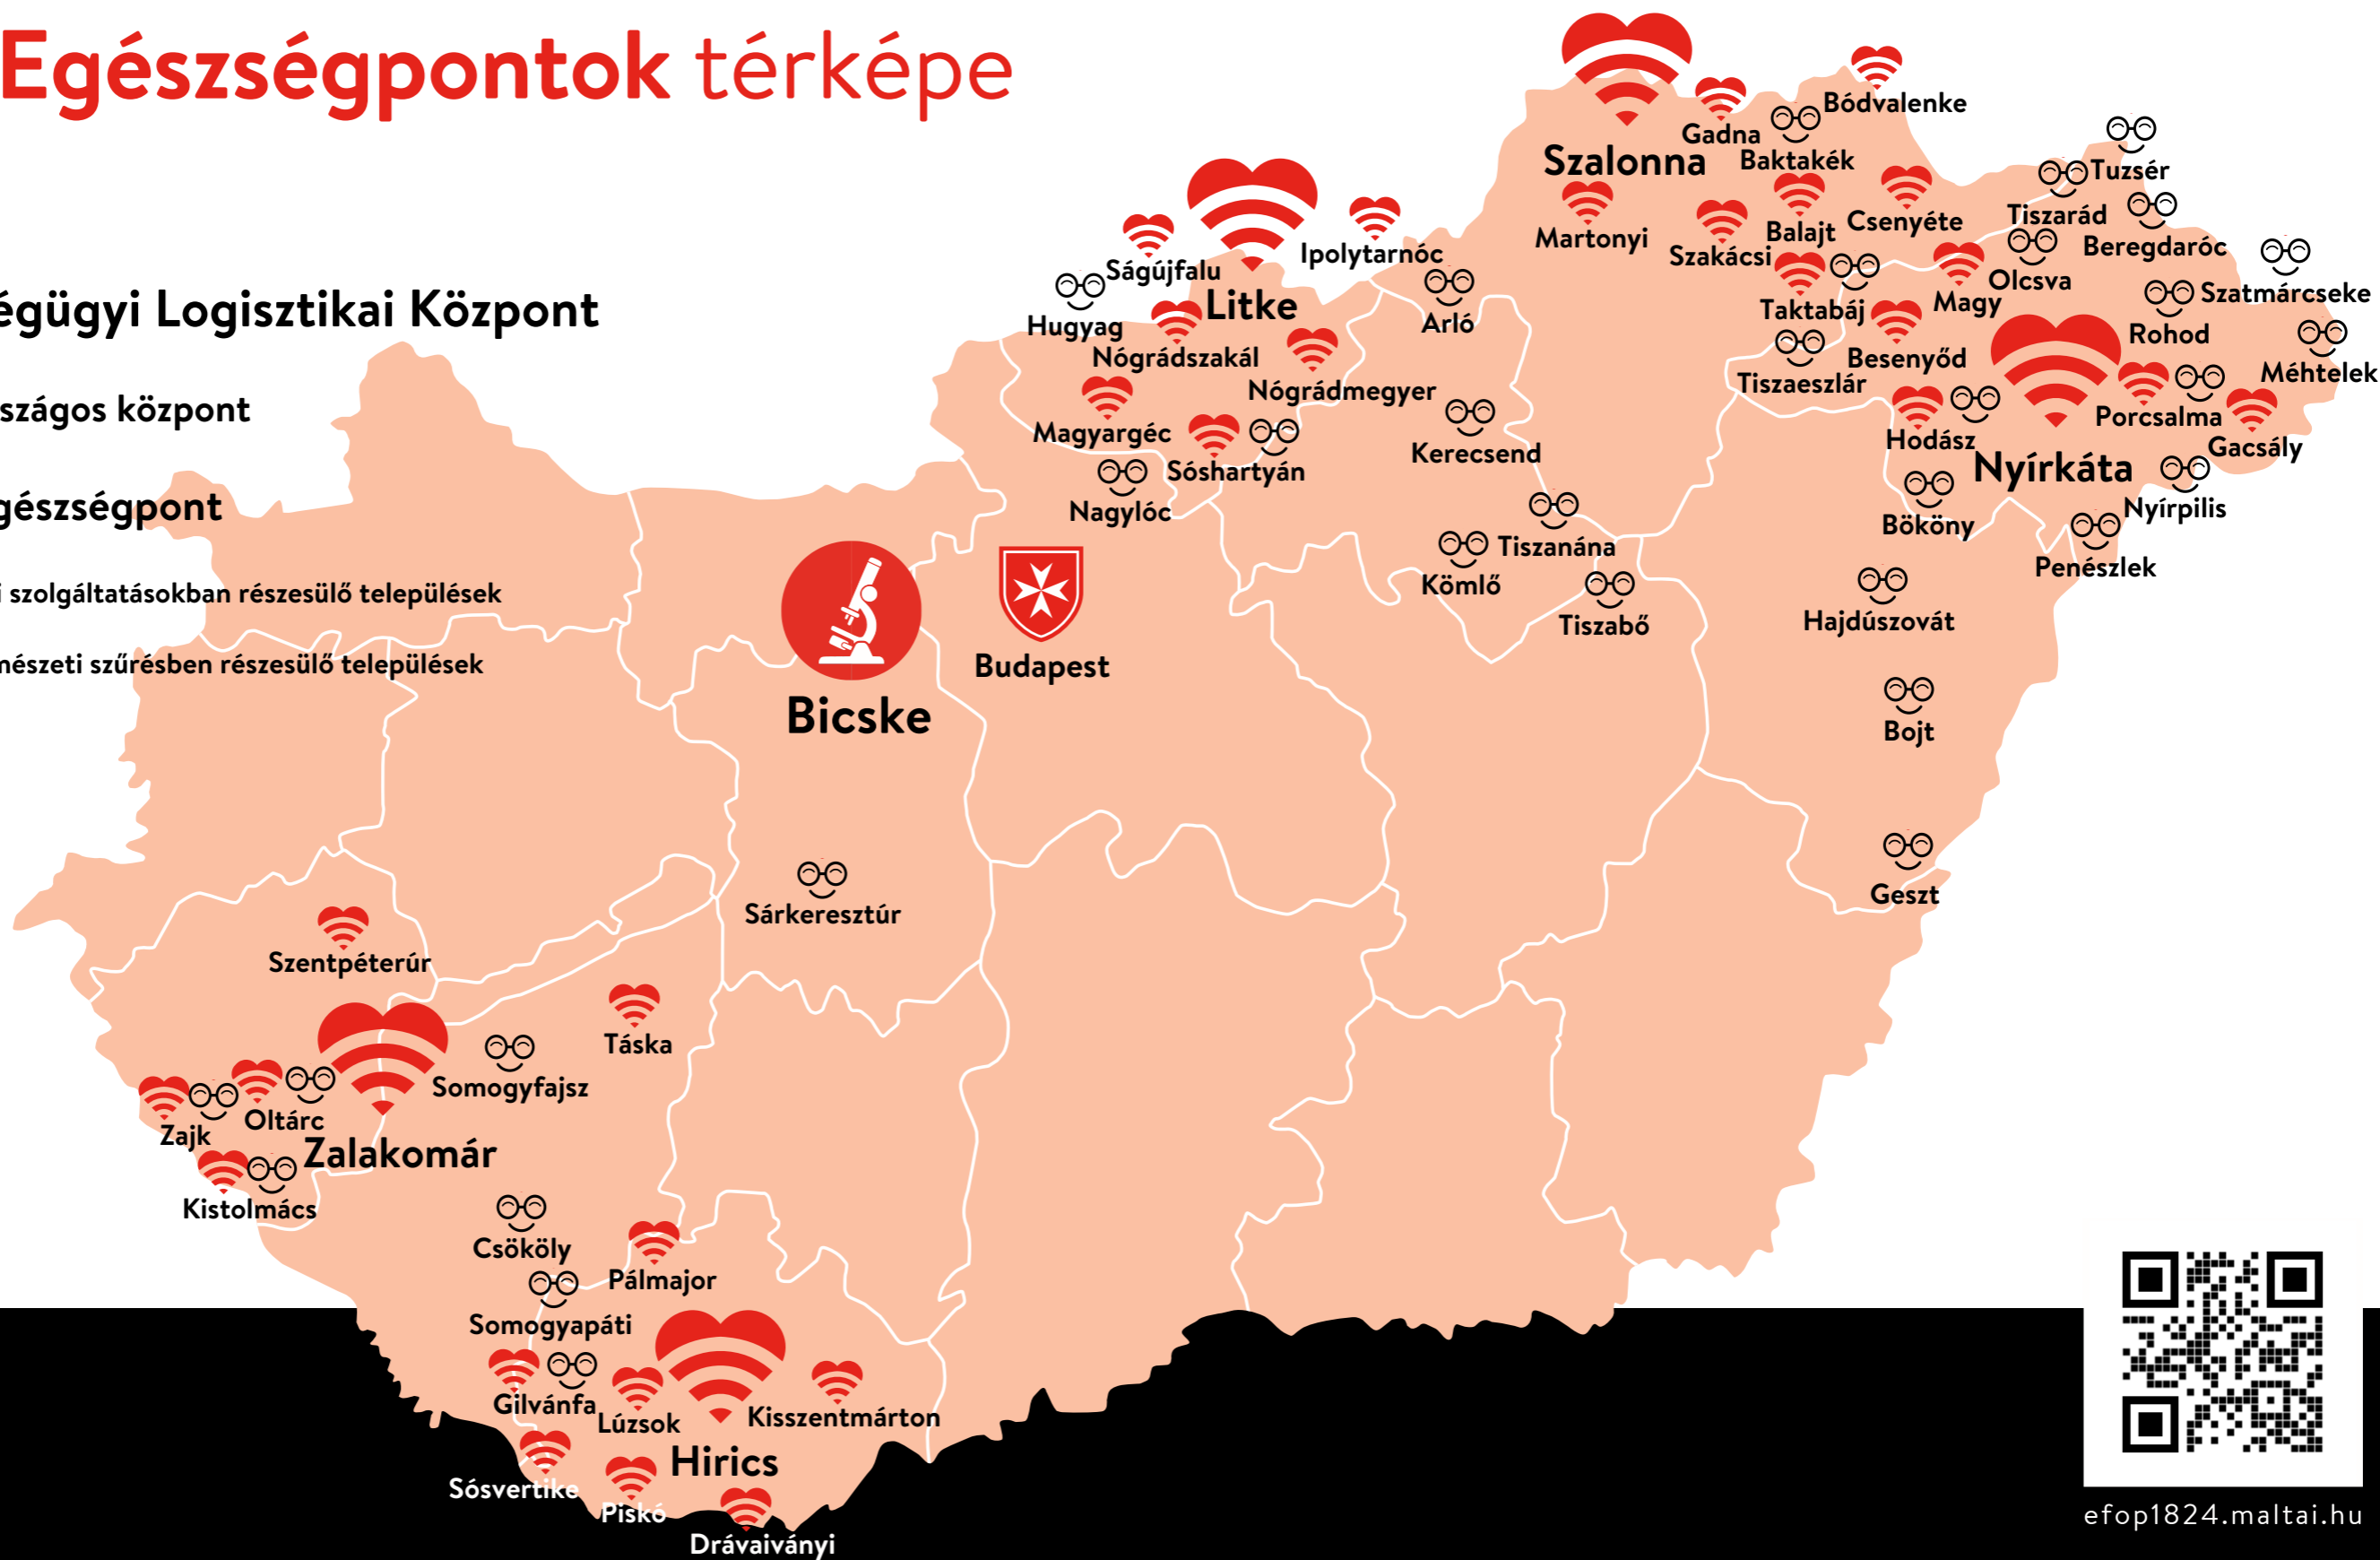 Egészségpontok térképe
égügyi Logisztikai Központ
szágos központ
gészségpont
i szolgáltatásokban részesülő települések
mészeti szűrésben részesülő települések
Bódvalenke
Gadna
Szalonna
Baktakék
Tuzsér
Martonyi
Szakácsi
Balajt
Csenyéte
Tiszarád
Beregdaróc
Ságújfalu
Ipolytarnóc
Litke
Hugyag
Nógrádszakál
Arló
Taktabáj
Magy
Olcsva
Szatmárcseke
Rohod
Nógrádmegyer
Tiszaeszlár
Besenyőd
Méhtelek
Magyargéc
Sóshartyán
Kerecsend
Hodász
Porcsalma
Gacsály
Nyírkáta
Nagylóc
Bököny
Nyírpilis
Tiszanána
Penészlek
Kömlő
Tiszabő
Hajdúszovát
Budapest
Bicske
Bojt
Geszt
Sárkeresztúr
Szentpéterúr
Táska
Somogyfajsz
Oltárc
Zajk
Zalakomár
Kistolmács
Csököly
Pálmajor
Somogyapáti
Gilvánfa
Lúzsok
Kisszentmárton
Hirics
Sósvertike
Piskó
Drávaiványi
efop1824.maltai.hu